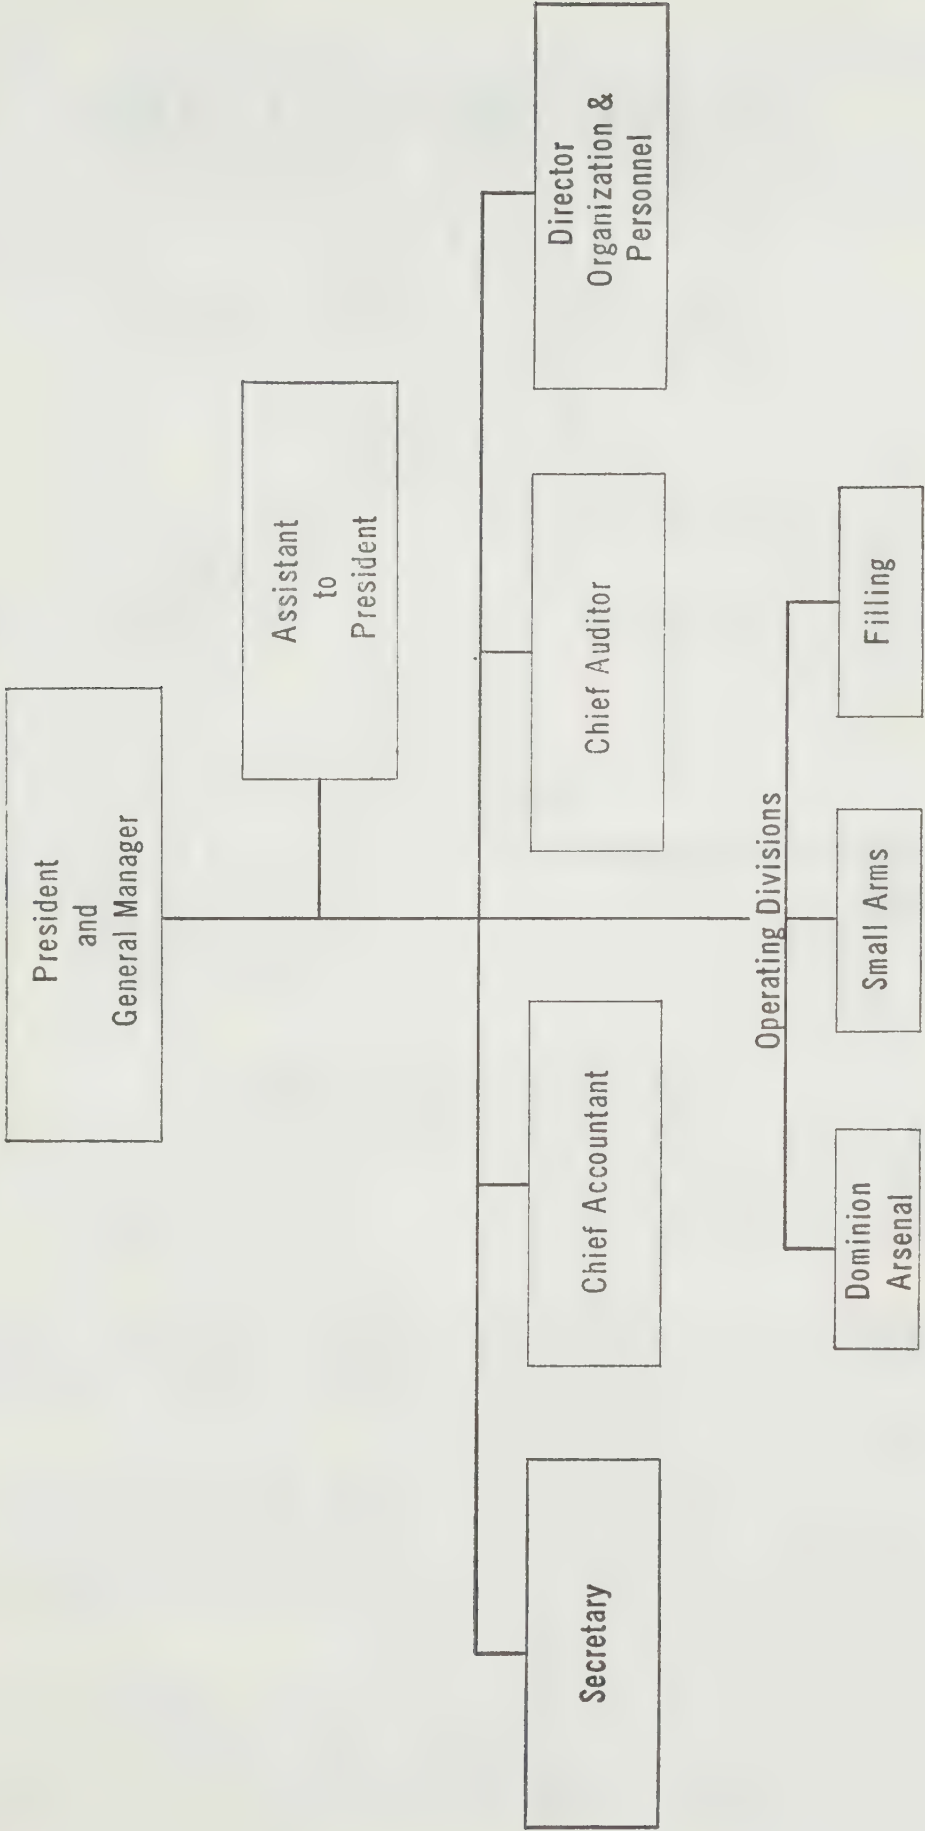 President
and
General Manager
Assistant
to
President
Secretary
Chief Accountant
Chief Auditor
Director
Organization &
Personnel
Operating Divisions
Dominion
Arsenal
Small Arms
Filling